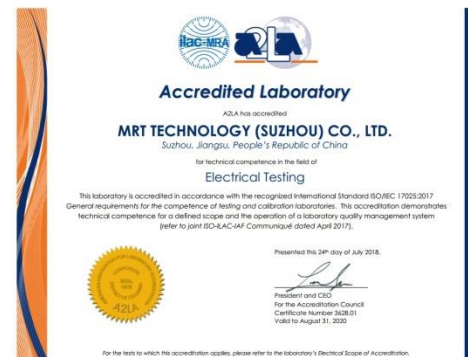 ilac-MRA
A2LA
Accredited Laboratory
A2LA has accredited
MRT TECHNOLOGY (SUZHOU) CO., LTD.
Suzhou, Jiangsu, People's Republic of China
for technical competence in the field of
Electrical Testing
This laboratory is accredited in accordance with the recognized International Standard ISO/IEC 17025:2017
General requirements for the competence of testing and calibration laboratories. This accreditation demonstrates
technical competence for a defined scope and the operation of a laboratory quality management system
(refer to joint ISO-ILAC-IAF Communiqué dated April 2017).
Presented this 24th day of July 2018.
President and CEO
For the Accreditation Council
Certificate Number 3628.01
Valid to August 31, 2020
CORPORATE
SEAL
A2LA
For the tests to which this accreditation applies, please refer to the laboratory's Electrical Scope of Accreditation.